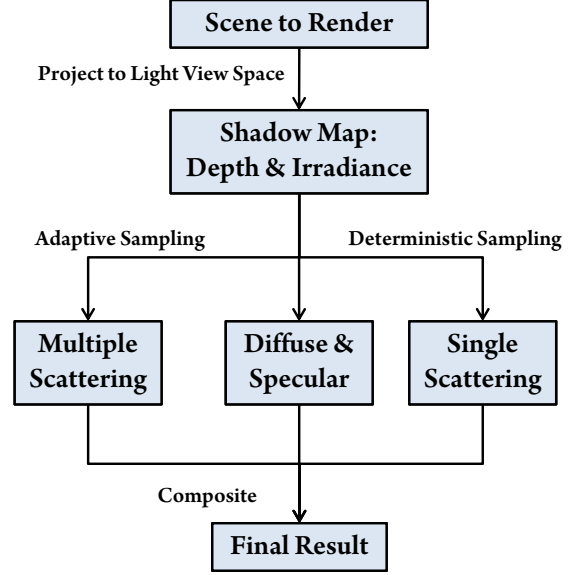 Scene to Render
Project to Light View Space
Shadow Map:
Depth & Irradiance
Adaptive Sampling
Deterministic Sampling
Multiple
Scattering
Diffuse &
Specular
Single
Scattering
Composite
Final Result